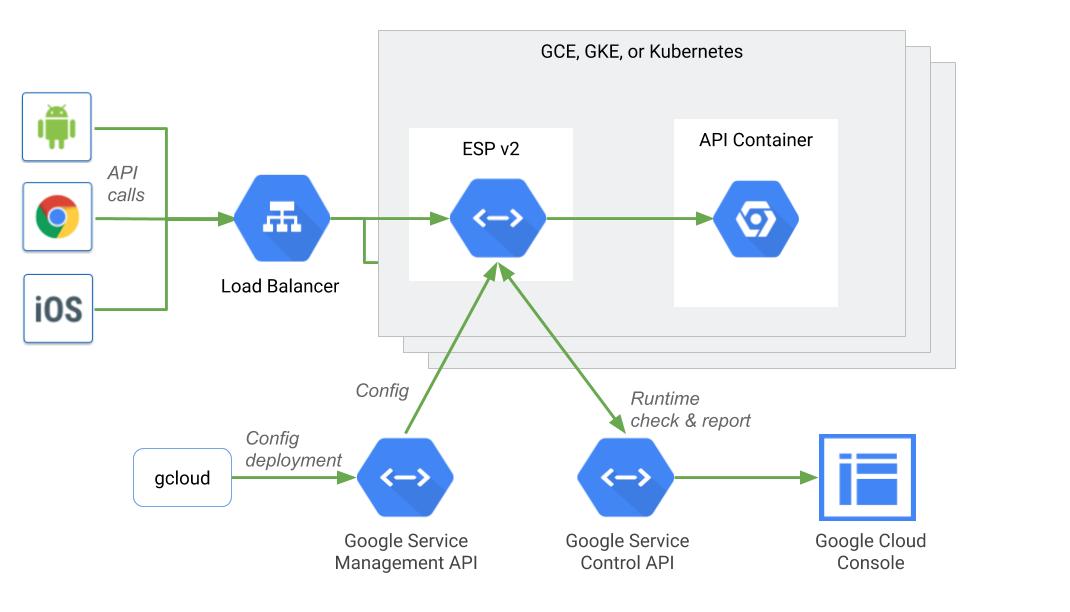 GCE, GKE, or Kubernetes
ESP v2
API Container
API
calls
iOS
Load Balancer
Config
Runtime
check & report
Config
deployment
gcloud
Google Service
Management API
Google Service
Control API
Google Cloud
Console